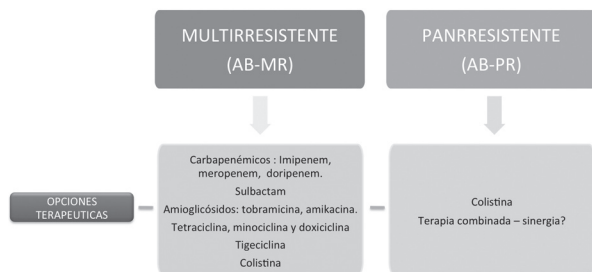 MULTIRRESISTENTE
(AB-MR)
PANRRESISTENTE
(AB-PR)
OPCIONES
TERAPEUTICAS
Carbapenémicos : Imipenem,
meropenem, doripenem.
Sulbactam
Amioglicósidos: tobramicina, amikacina.
Tetraciclina, minociclina y doxiciclina
Tigeciclina
Colistina
Colistina
Terapia combinada – sinergia?